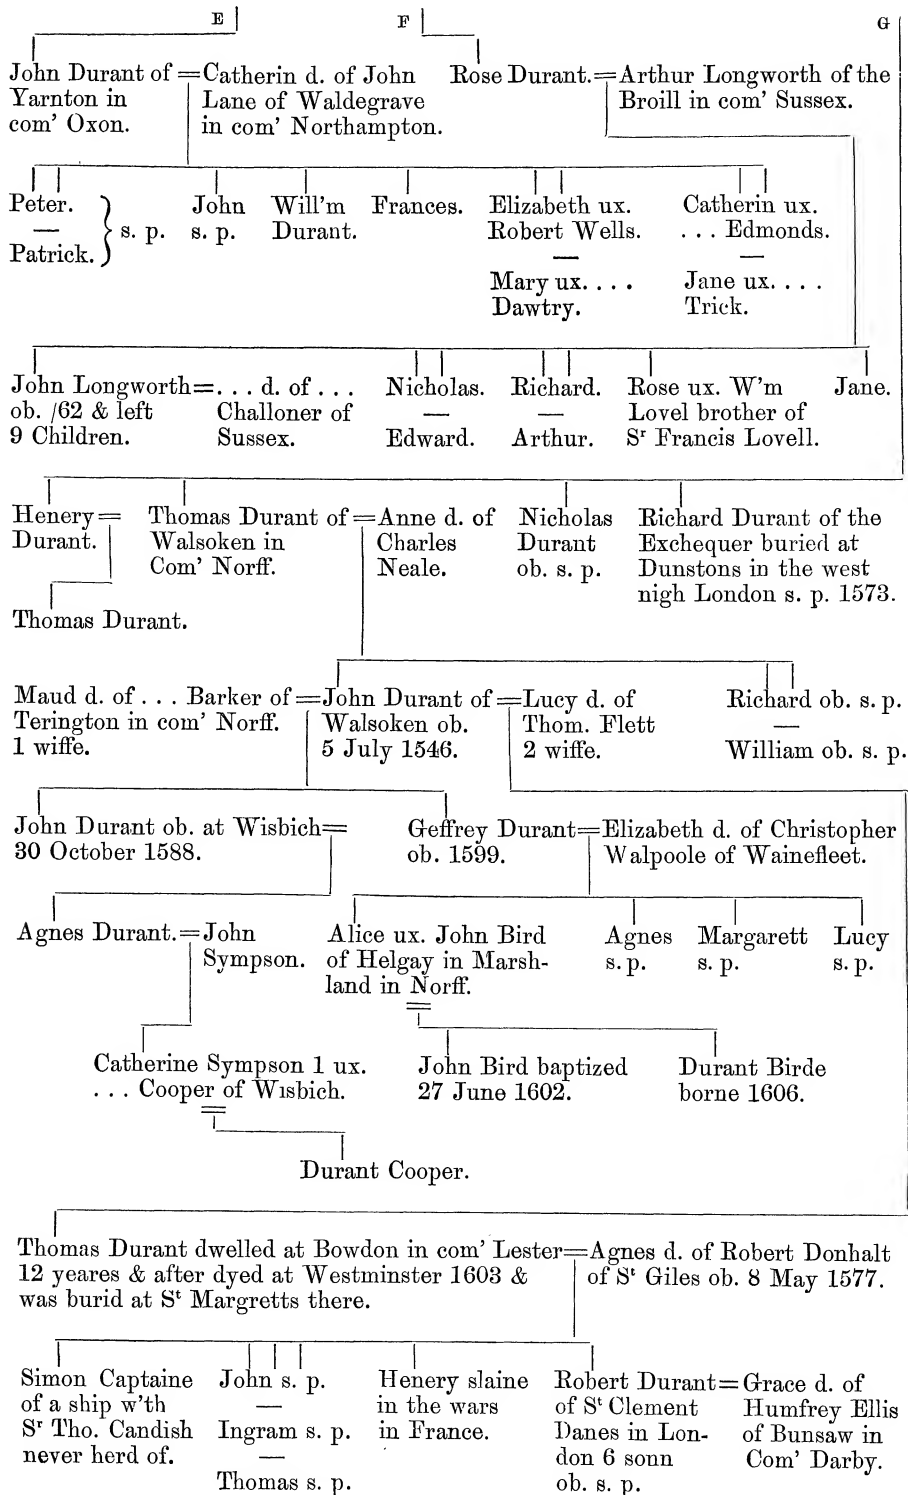 E F G
John Durant of = Catherin d. of John
Yarnton in Lane of Waldegrave
com' Oxon. in com' Northampton.
Rose Durant. = Arthur Longworth of the
Broill in com' Sussex.
Peter.
—
Patrick. } s. p.
John
s. p.
Will'm
Durant.
Frances.
Elizabeth ux.
Robert Wells.
—
Mary ux. . . .
Dawtry.
Catherin ux.
. . . Edmonds.
—
Jane ux. . . .
Trick.
John Longworth =
ob. /62 & left
9 Children.
. . . d. of . . .
Challoner of
Sussex.
Nicholas.
—
Edward.
Richard.
—
Arthur.
Rose ux. W'm
Lovel brother of
Sr Francis Lovell.
Jane.
Henery =
Durant.
Thomas Durant of =
Walsoken in
Com' Norff.
Anne d. of
Charles
Neale.
Nicholas
Durant
ob. s. p.
Richard Durant of the
Exchequer buried at
Dunstons in the west
nigh London s. p. 1573.
Thomas Durant.
Maud d. of . . . Barker of =
Terington in com' Norff.
1 wiffe.
John Durant of =
Walsoken ob.
5 July 1546.
Lucy d. of
Thom. Flett
2 wiffe.
Richard ob. s. p.
—
William ob. s. p.
John Durant ob. at Wisbich =
30 October 1588.
Geffrey Durant =
ob. 1599.
Elizabeth d. of Christopher
Walpoole of Wainefleet.
Agnes Durant. =
John
Sympson.
Alice ux. John Bird
of Helgay in Marsh-
land in Norff.
=
Agnes
s. p.
Margarett
s. p.
Lucy
s. p.
Catherine Sympson 1 ux.
. . . Cooper of Wisbich.
=
John Bird baptized
27 June 1602.
Durant Birde
borne 1606.
Durant Cooper.
Thomas Durant dwelled at Bowdon in com' Lester =
12 yeares & after dyed at Westminster 1603 &
was burid at St Margretts there.
Agnes d. of Robert Donhalt
of St Giles ob. 8 May 1577.
Simon Captaine
of a ship w'th
Sr Tho. Candish
never herd of.
John s. p.
—
Ingram s. p.
—
Thomas s. p.
Henery slaine
in the wars
in France.
Robert Durant =
of St Clement
Danes in Lon-
don 6 sonn
ob. s. p.
Grace d. of
Humfrey Ellis
of Bunsaw in
Com' Darby.